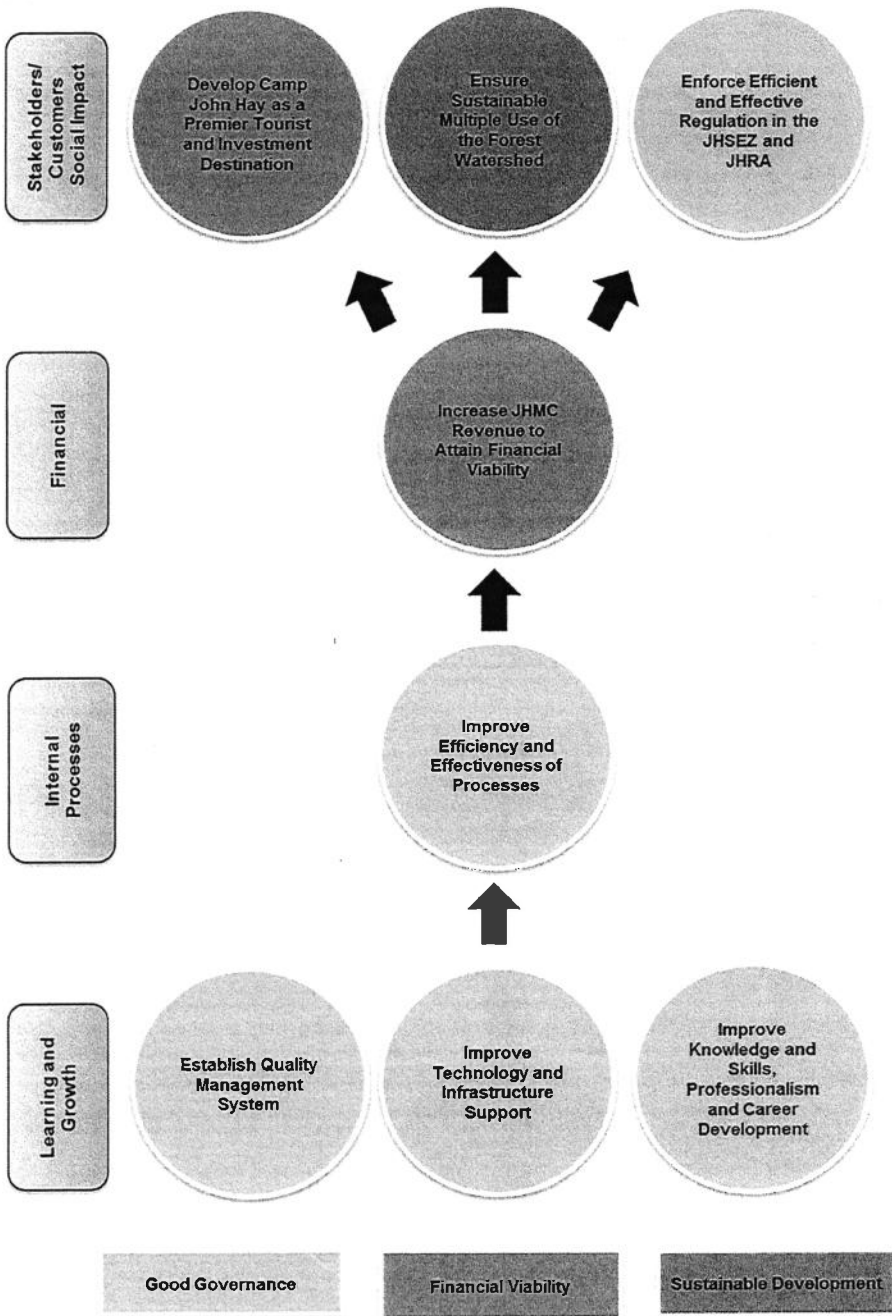 Stakeholders/
Customers
Social Impact
Develop Camp
John Hay as a
Premier Tourist
and Investment
Destination
Ensure
Sustainable
Multiple Use of
the Forest
Watershed
Enforce Efficient
and Effective
Regulation in the
JHSEZ and
JHRA
Financial
Increase JHMC
Revenue to
Attain Financial
Viability
Internal
Processes
Improve
Efficiency and
Effectiveness of
Processes
Learning and
Growth
Establish Quality
Management
System
Improve
Technology and
Infrastructure
Support
Improve
Knowledge and
Skills,
Professionalism
and Career
Development
Good Governance
Financial Viability
Sustainable Development